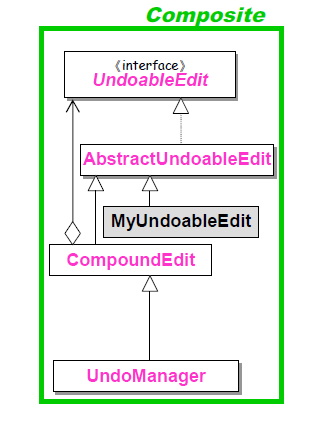 Composite
《interface》
UndoableEdit
AbstractUndoableEdit
MyUndoableEdit
CompoundEdit
UndoManager